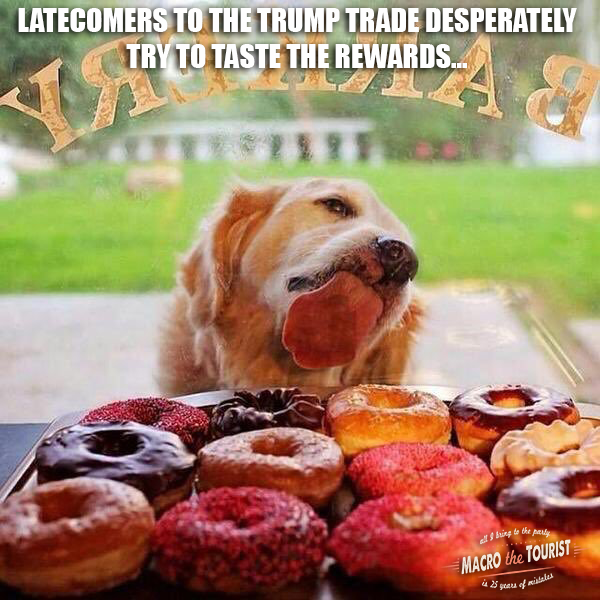 LATECOMERS TO THE TRUMP TRADE DESPERATELY
TRY TO TASTE THE REWARDS...
BAKERY
all I bring to the party
MACRO the TOURIST
is 25 years of mistakes